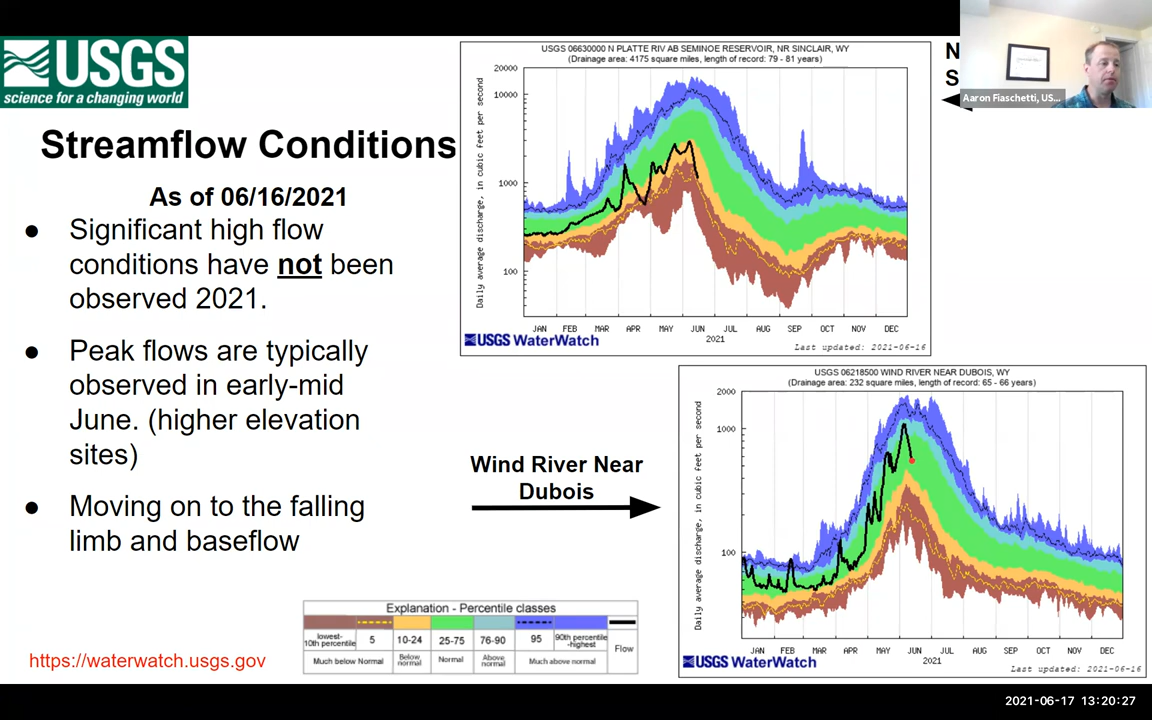 USGS
science for a changing world
Streamflow Conditions
As of 06/16/2021
● Significant high flow
conditions have not been
observed 2021.
● Peak flows are typically
observed in early-mid
June. (higher elevation
sites)
● Moving on to the falling
limb and baseflow
https://waterwatch.usgs.gov
USGS 06630000 N PLATTE RIV AB SEMINOE RESERVOIR, NR SINCLAIR, WY
(Drainage area: 4175 square miles, length of record: 79 - 81 years)
Daily average discharge, in cubic feet per second
20000
10000
1000
100
JAN FEB MAR APR MAY JUN JUL AUG SEP OCT NOV DEC
2021
USGS WaterWatch
Last updated: 2021-06-16
N
S
Aaron Fiaschetti, US...
Wind River Near
Dubois
USGS 06218500 WIND RIVER NEAR DUBOIS, WY
(Drainage area: 232 square miles, length of record: 65 - 66 years)
Daily average discharge, in cubic feet per second
2000
1000
100
JAN FEB MAR APR MAY JUN JUL AUG SEP OCT NOV DEC
2021
USGS WaterWatch
Last updated: 2021-06-16
Explanation - Percentile classes
lowest-
10th percentile
5
10-24
25-75
76-90
95
90th percentile
-highest
Flow
Much below Normal
Below
normal
Normal
Above
normal
Much above normal
2021-06-17 13:20:27